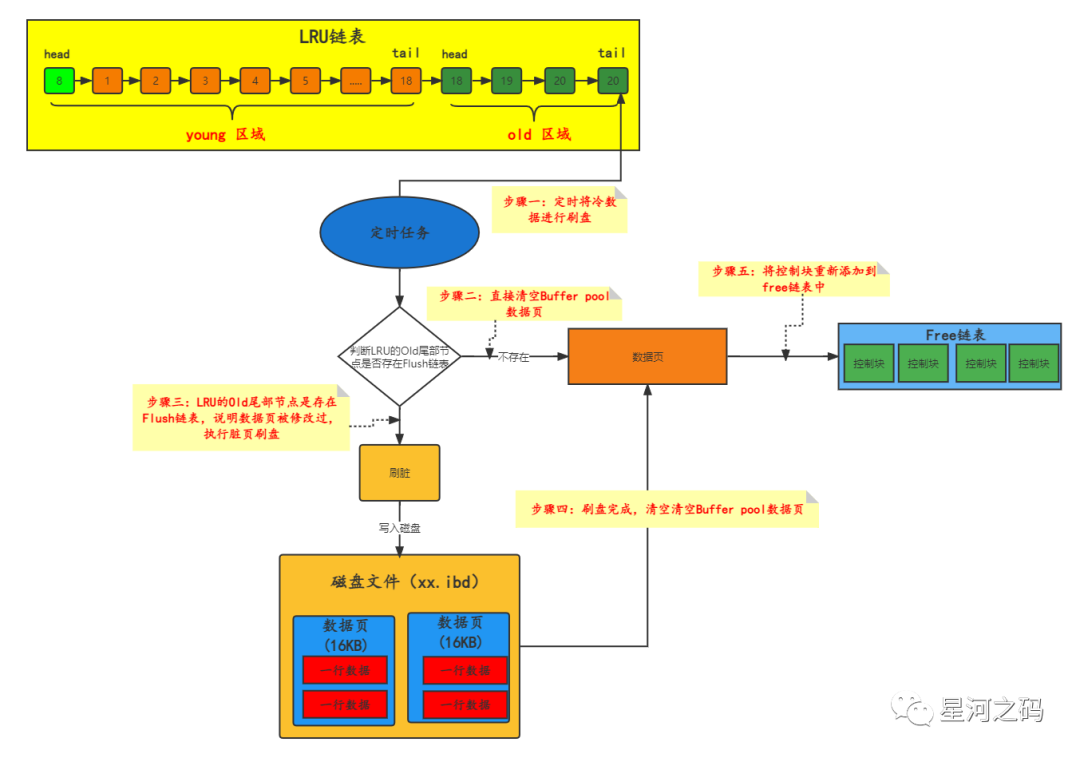 LRU链表
head
tail
head
tail
8
1
2
3
4
5
......
18
18
19
20
20
young 区域
old 区域
步骤一：定时将冷数
据进行刷盘
定时任务
步骤五：将控制块重新添加到
free链表中
步骤二：直接清空Buffer pool
数据页
Free链表
控制块
控制块
控制块
控制块
判断LRU的Old尾部节
点是否存在Flush链表
不存在
数据页
步骤三：LRU的Old尾部节点是存在
Flush链表，说明数据页被修改过，
执行脏页刷盘
刷脏
步骤四：刷盘完成，清空清空Buffer pool数据页
写入磁盘
磁盘文件（xx.ibd）
数据页
(16KB)
一行数据
一行数据
数据页
(16KB)
一行数据
一行数据
星河之码